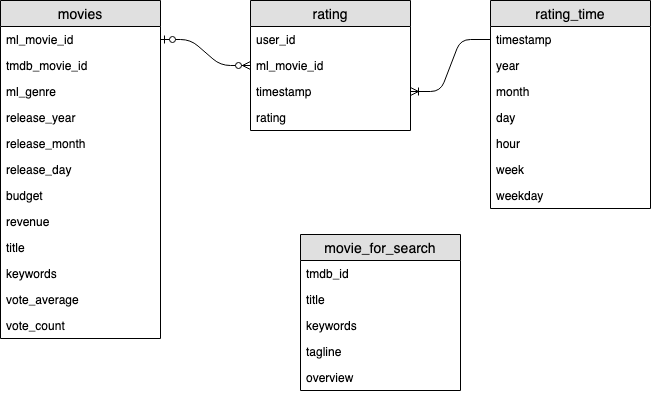 movies
ml_movie_id
tmdb_movie_id
ml_genre
release_year
release_month
release_day
budget
revenue
title
keywords
vote_average
vote_count
rating
user_id
ml_movie_id
timestamp
rating
rating_time
timestamp
year
month
day
hour
week
weekday
movie_for_search
tmdb_id
title
keywords
tagline
overview